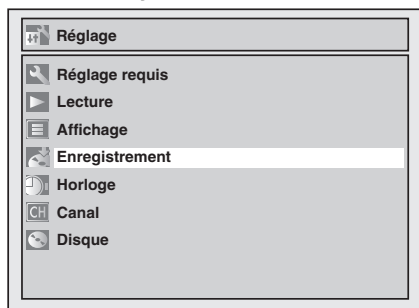 Réglage
Réglage requis
Lecture
Affichage
Enregistrement
Horloge
CH Canal
Disque